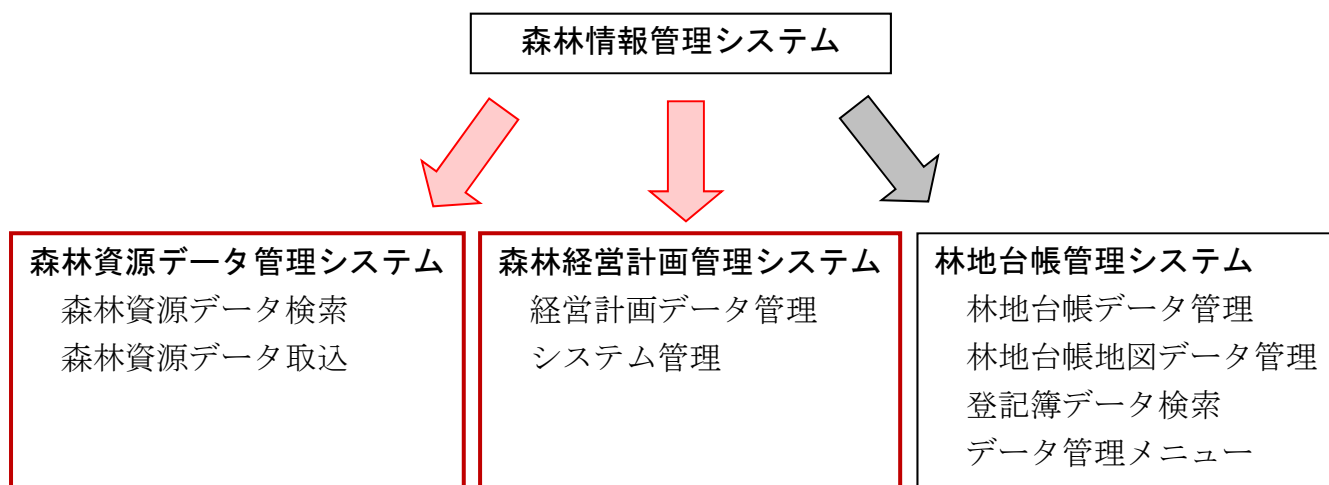 森林情報管理システム
森林資源データ管理システム
森林資源データ検索
森林資源データ取込
森林経営計画管理システム
経営計画データ管理
システム管理
林地台帳管理システム
林地台帳データ管理
林地台帳地図データ管理
登記簿データ検索
データ管理メニュー